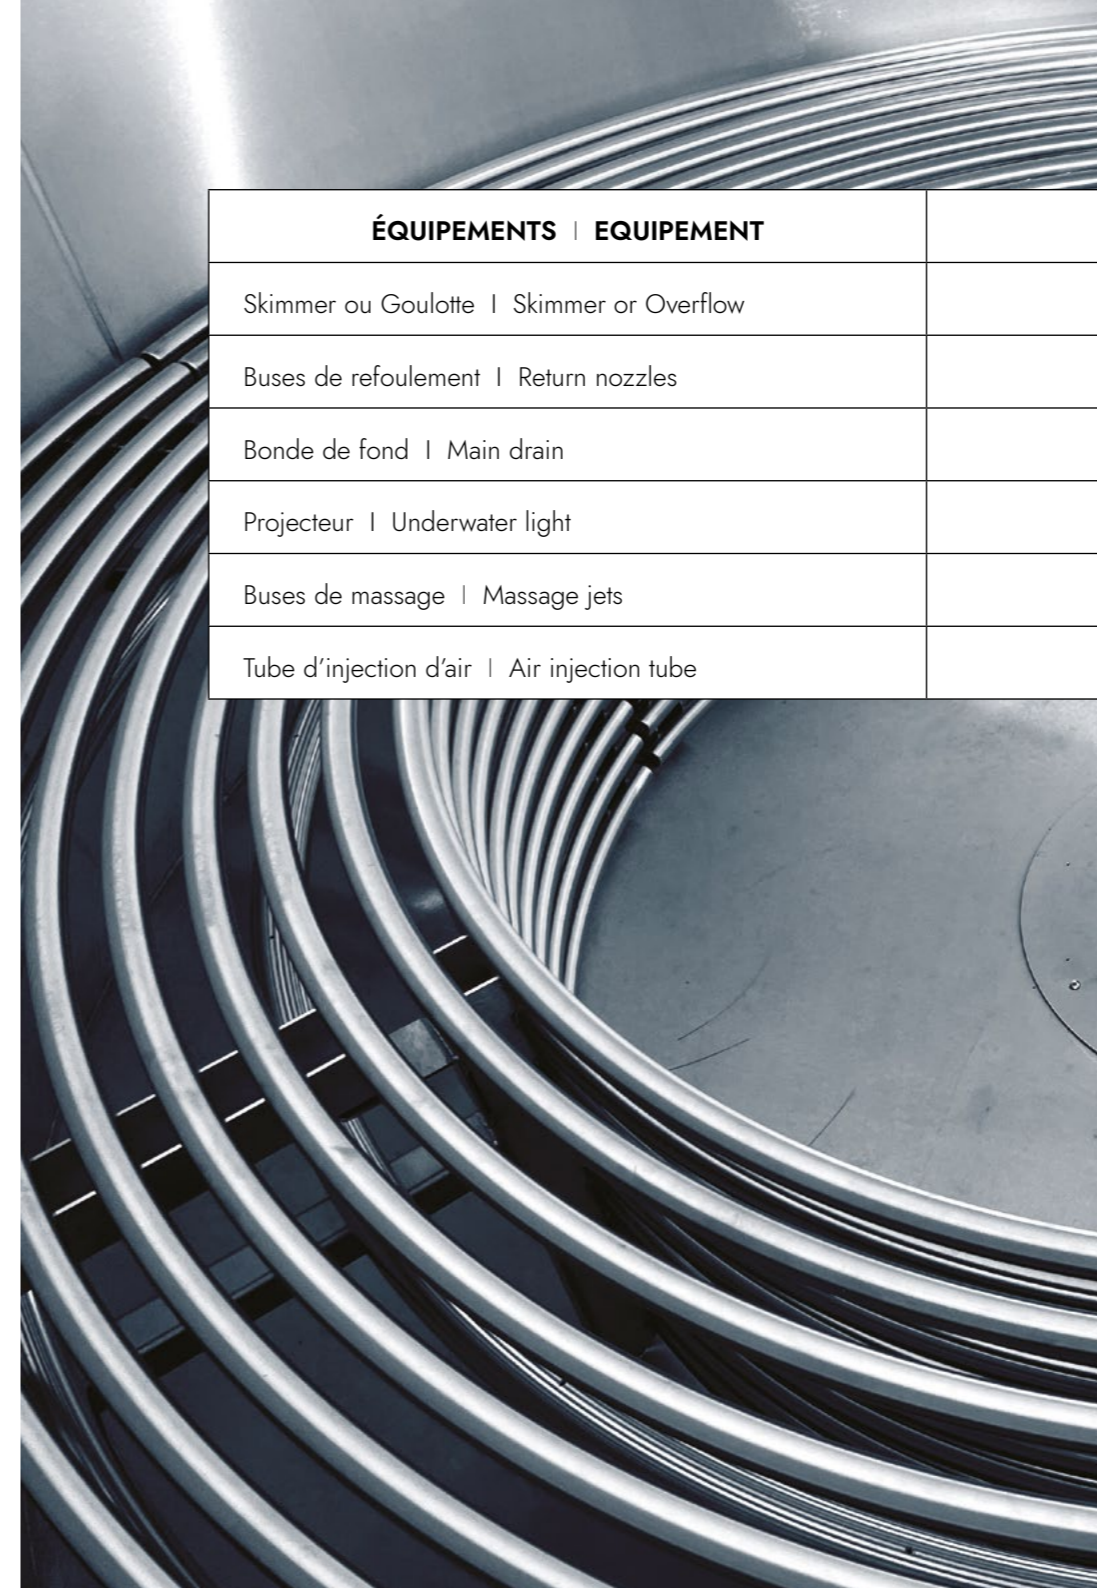 ÉQUIPEMENTS | EQUIPEMENT
Skimmer ou Goulotte | Skimmer or Overflow
Buses de refoulement | Return nozzles
Bonde de fond | Main drain
Projecteur | Underwater light
Buses de massage | Massage jets
Tube d’injection d’air | Air injection tube